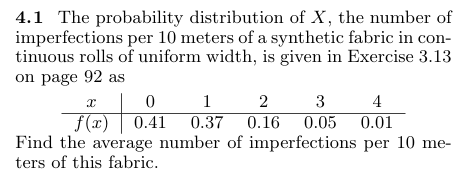 4.1 The probability distribution of X, the number of
imperfections per 10 meters of a synthetic fabric in con-
tinuous rolls of uniform width, is given in Exercise 3.13
on page 92 as
x 0 1 2 3 4
f(x) 0.41 0.37 0.16 0.05 0.01
Find the average number of imperfections per 10 me-
ters of this fabric.